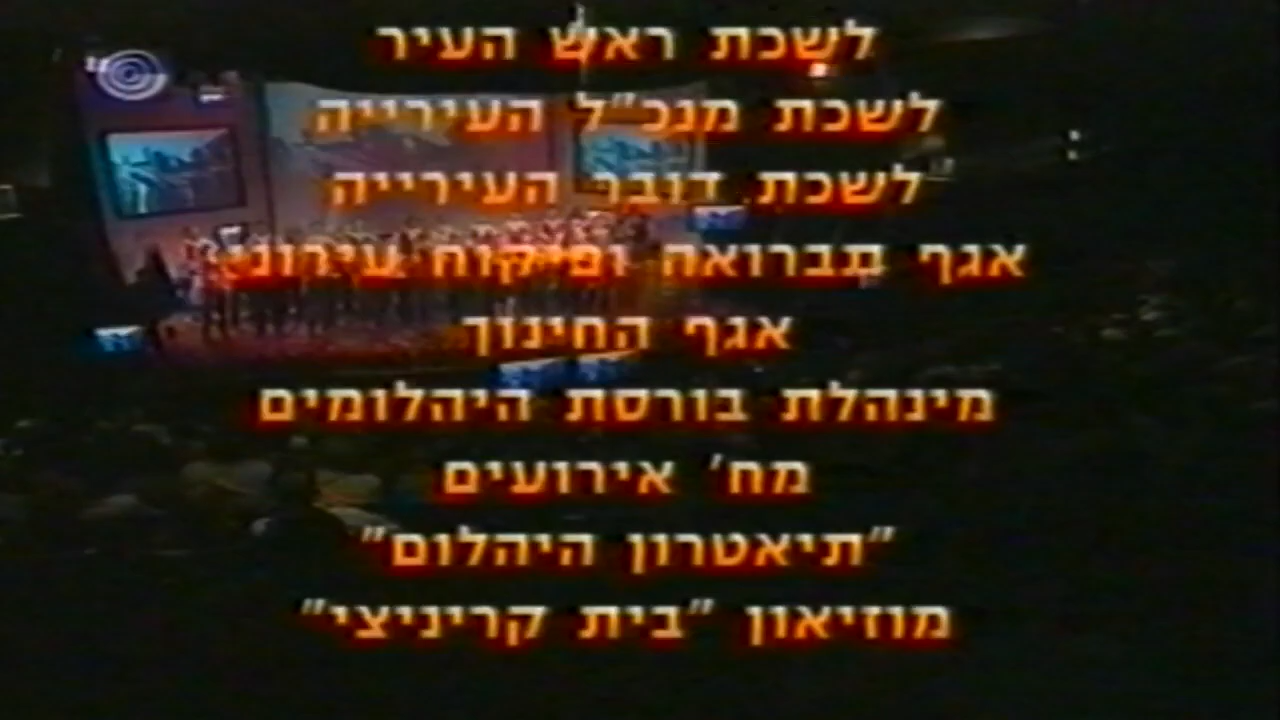 לשכת ראש העיר
לשכת מנכ״ל העירייה
לשכת דובר העירייה
אגף תברואה ופיקוח עירוני
אגף החינוך
מינהלת בורסת היהלומים
מח׳ אירועים
״תיאטרון היהלום״
מוזיאון ״בית קריניצי״